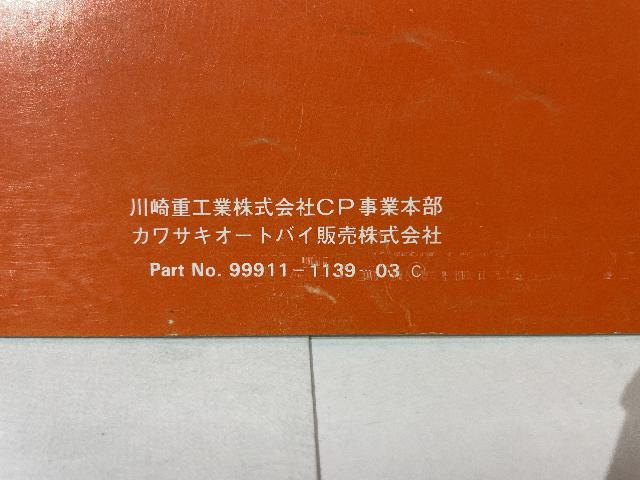 川崎重工業株式会社CP事業本部
カワサキオートバイ販売株式会社
Part No. 99911-1139-03 Ⓒ